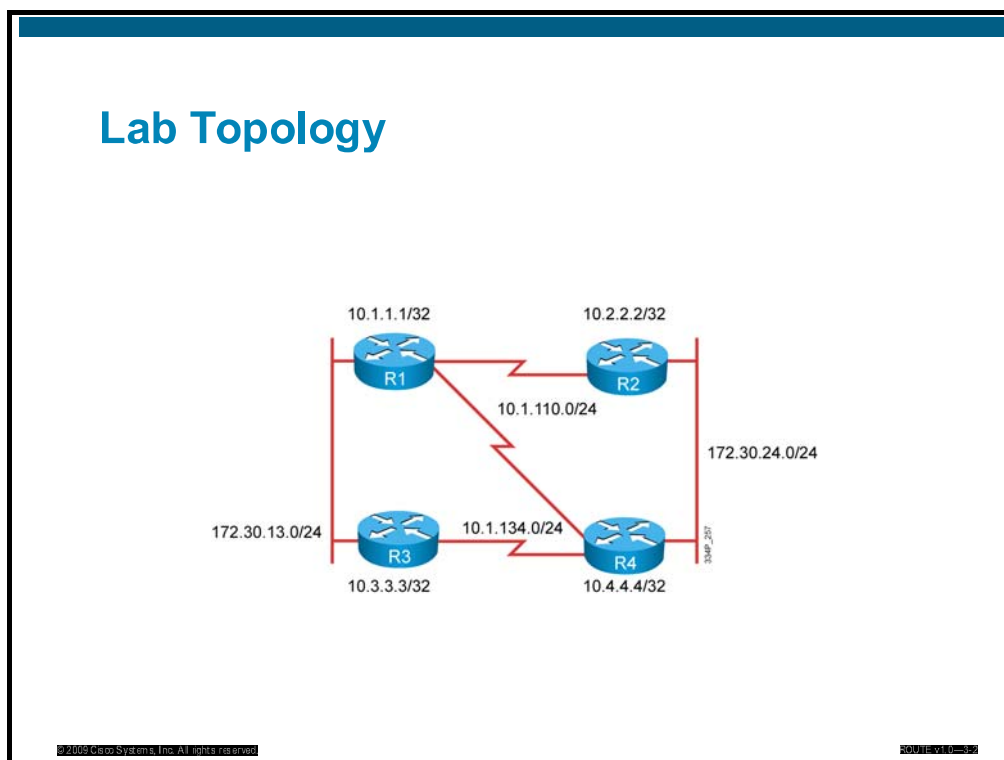 Lab Topology
10.1.1.1/32
10.2.2.2/32
R1
R2
10.1.110.0/24
172.30.24.0/24
172.30.13.0/24
10.1.134.0/24
R3
R4
334P_257
10.3.3.3/32
10.4.4.4/32
© 2009 Cisco Systems, Inc. All rights reserved.
ROUTE v1.0—3-2